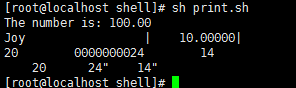 [root@localhost shell]# sh print.sh
The number is: 100.00
Joy                 |    10.00000|
20        0000000024        14
    20      24"    14"
[root@localhost shell]#